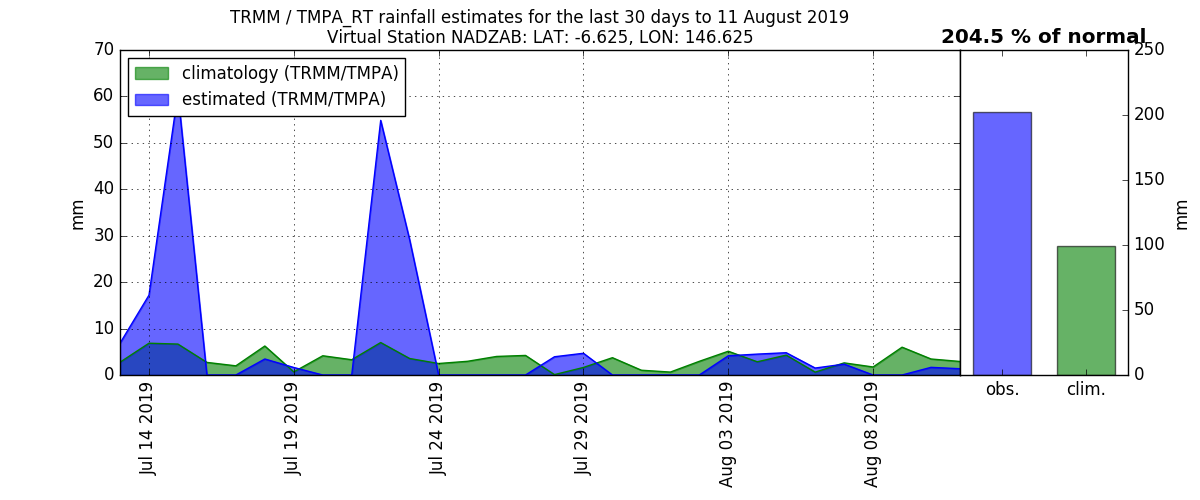 TRMM / TMPA_RT rainfall estimates for the last 30 days to 11 August 2019
Virtual Station NADZAB: LAT: -6.625, LON: 146.625
204.5 % of normal
climatology (TRMM/TMPA)
estimated (TRMM/TMPA)
70
60
50
40
30
20
10
0
mm
Jul 14 2019
Jul 19 2019
Jul 24 2019
Jul 29 2019
Aug 03 2019
Aug 08 2019
250
200
150
100
50
0
mm
obs.
clim.